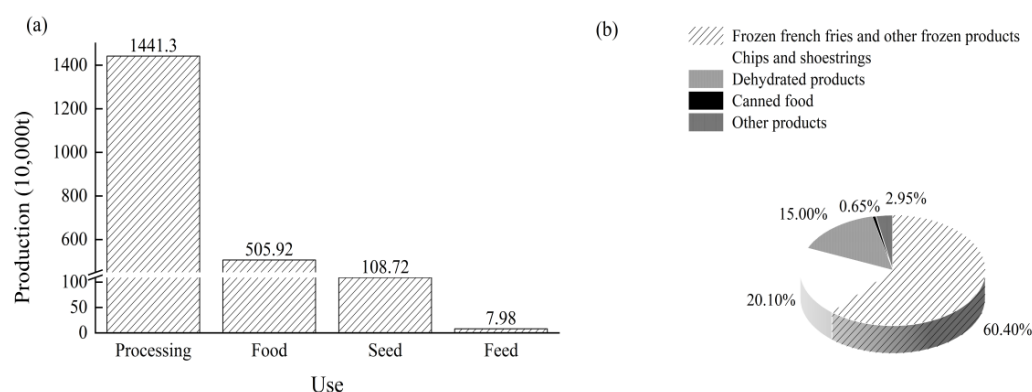 (a)
Production (10,000t)
1400
1200
1000
800
600
100
50
0
1441.3
505.92
108.72
7.98
Processing
Food
Seed
Feed
Use
(b)
Frozen french fries and other frozen products
Chips and shoestrings
Dehydrated products
Canned food
Other products
15.00%
0.65%
2.95%
20.10%
60.40%